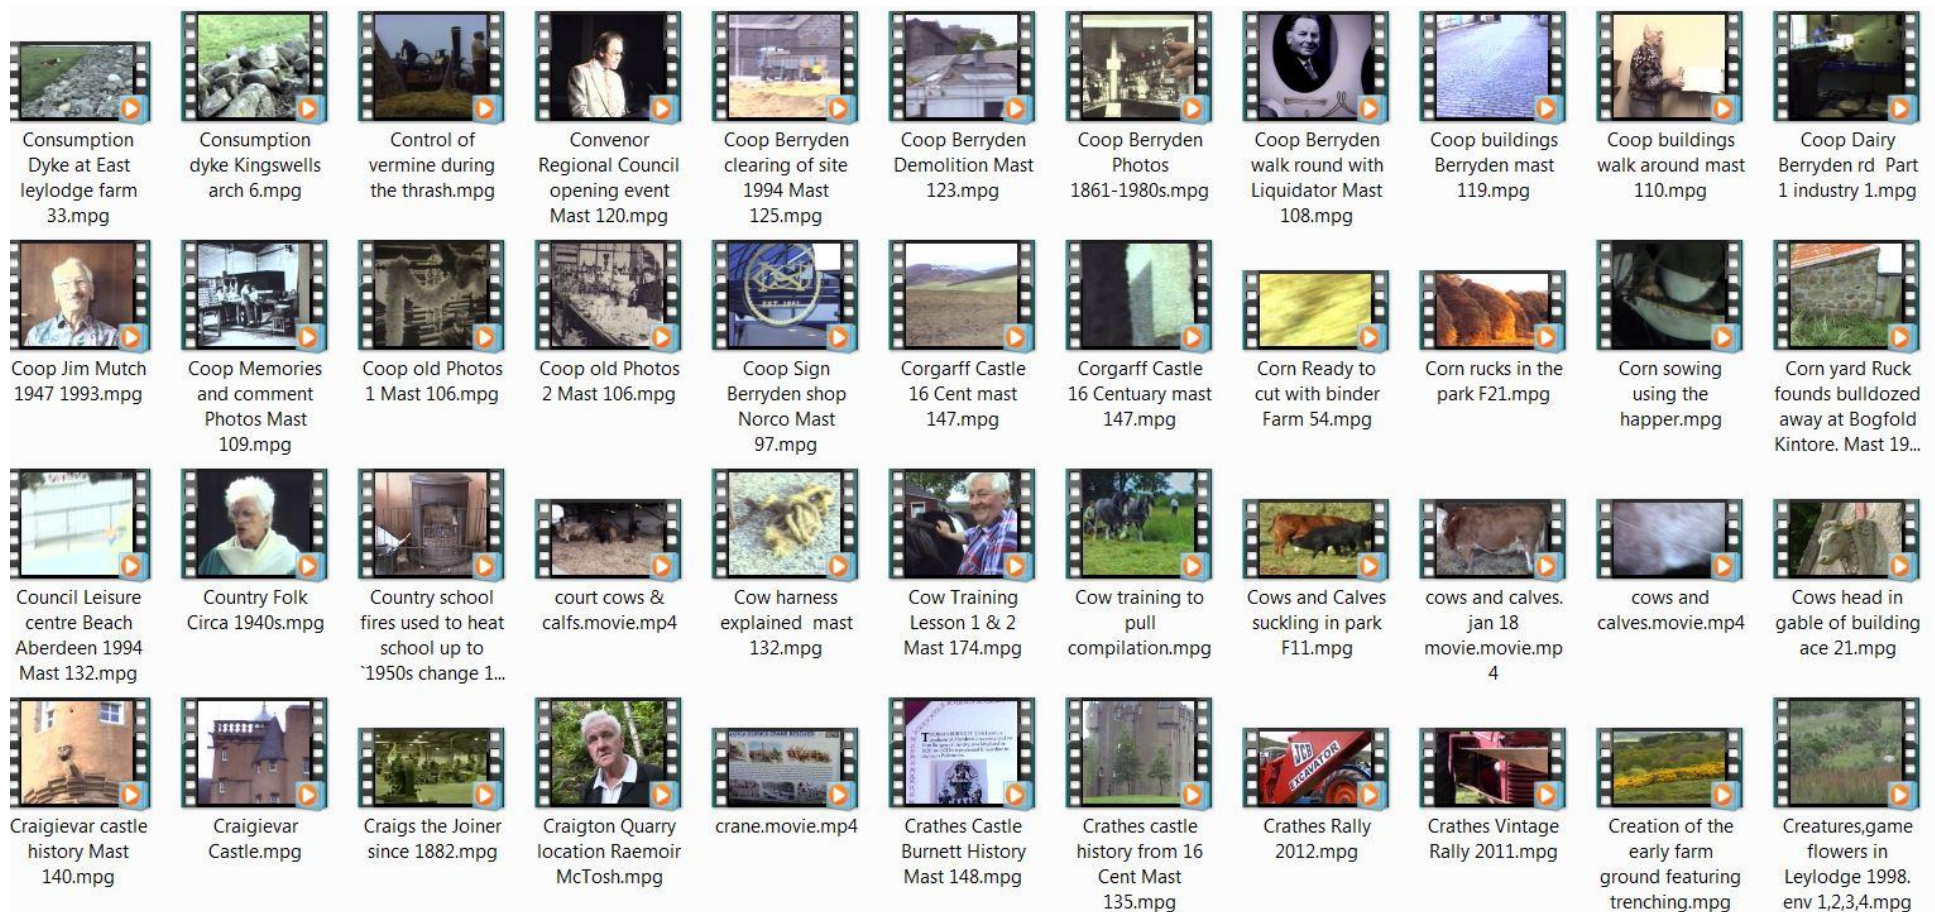 Consumption
Dyke at East
leylodge farm
33.mpg
Consumption
dyke Kingswells
arch 6.mpg
Control of
vermine during
the thrash.mpg
Convenor
Regional Council
opening event
Mast 120.mpg
Coop Berryden
clearing of site
1994 Mast
125.mpg
Coop Berryden
Demolition Mast
123.mpg
Coop Berryden
Photos
1861-1980s.mpg
Coop Berryden
walk round with
Liquidator Mast
108.mpg
Coop buildings
Berryden mast
119.mpg
Coop buildings
walk around mast
110.mpg
Coop Dairy
Berryden rd  Part
1 industry 1.mpg
Coop Jim Mutch
1947 1993.mpg
Coop Memories
and comment
Photos Mast
109.mpg
Coop old Photos
1 Mast 106.mpg
Coop old Photos
2 Mast 106.mpg
EST 1861
Coop Sign
Berryden shop
Norco Mast
97.mpg
Corgarff Castle
16 Cent mast
147.mpg
Corgarff Castle
16 Centuary mast
147.mpg
Corn Ready to
cut with binder
Farm 54.mpg
Corn rucks in the
park F21.mpg
Corn sowing
using the
happer.mpg
Corn yard Ruck
founds bulldozed
away at Bogfold
Kintore. Mast 19...
Council Leisure
centre Beach
Aberdeen 1994
Mast 132.mpg
Country Folk
Circa 1940s.mpg
Country school
fires used to heat
school up to
`1950s change 1...
court cows &
calfs.movie.mp4
Cow harness
explained  mast
132.mpg
Cow Training
Lesson 1 & 2
Mast 174.mpg
Cow training to
pull
compilation.mpg
Cows and Calves
suckling in park
F11.mpg
cows and calves.
jan 18
movie.movie.mp
4
cows and
calves.movie.mp4
Cows head in
gable of building
ace 21.mpg
Craigievar castle
history Mast
140.mpg
Craigievar
Castle.mpg
Craigs the Joiner
since 1882.mpg
Craigton Quarry
location Raemoir
McTosh.mpg
crane.movie.mp4
Crathes Castle
Burnett History
Mast 148.mpg
Crathes castle
history from 16
Cent Mast
135.mpg
JCB
EXCAVATOR
Crathes Rally
2012.mpg
Crathes Vintage
Rally 2011.mpg
Creation of the
early farm
ground featuring
trenching.mpg
Creatures,game
flowers in
Leylodge 1998.
env 1,2,3,4.mpg